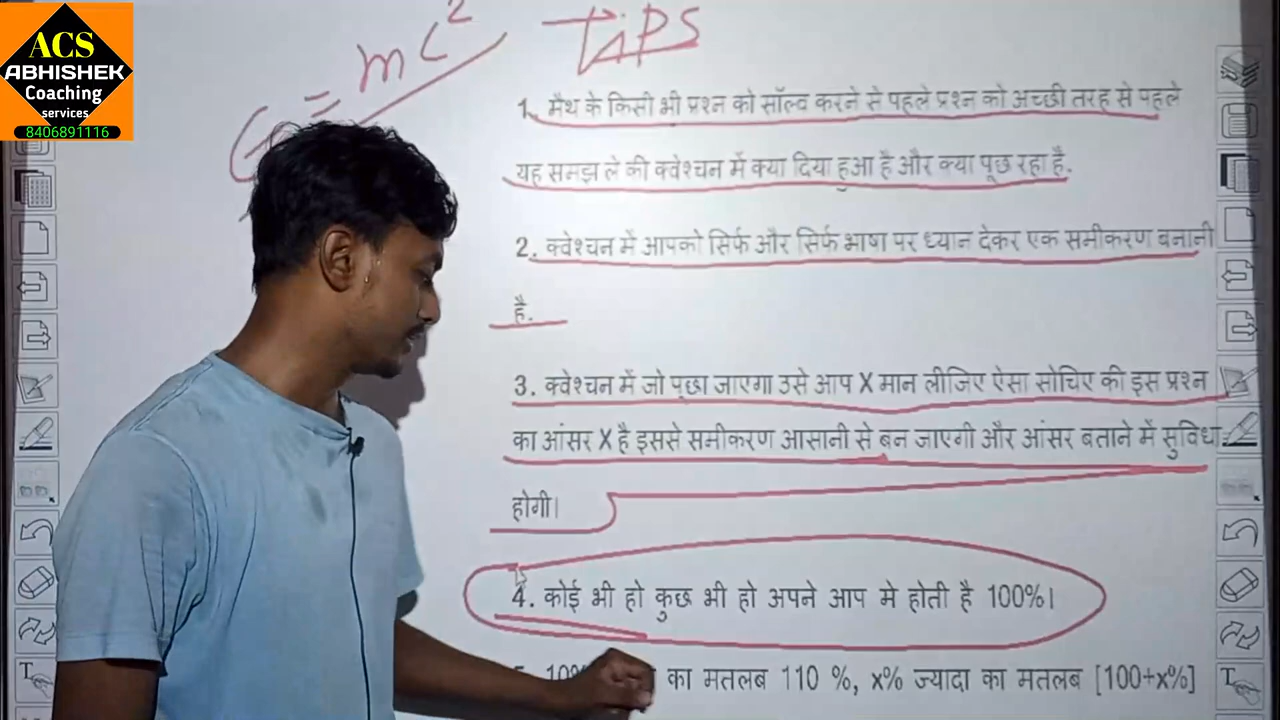 ACS
ABHISHEK
Coaching
services
8406891116
= mc²
TIPS
1. मैथ के किसी भी प्रश्न को सॉल्व करने से पहले प्रश्न को अच्छी तरह से पहले
यह समझ ले की क्वेश्चन में क्या दिया हुआ है और क्या पूछ रहा है.
2. क्वेश्चन में आपको सिर्फ और सिर्फ भाषा पर ध्यान देकर एक समीकरण बनानी
है.
3. क्वेश्चन में जो पूछा जाएगा उसे आप X मान लीजिए ऐसा सोचिए की इस प्रश्न
का आंसर X है इससे समीकरण आसानी से बन जाएगी और आंसर बताने में सुविधा
होगी।
4. कोई भी हो कुछ भी हो अपने आप मे होती है 100%।
का मतलब 110 %, x% ज्यादा का मतलब [100+x%]